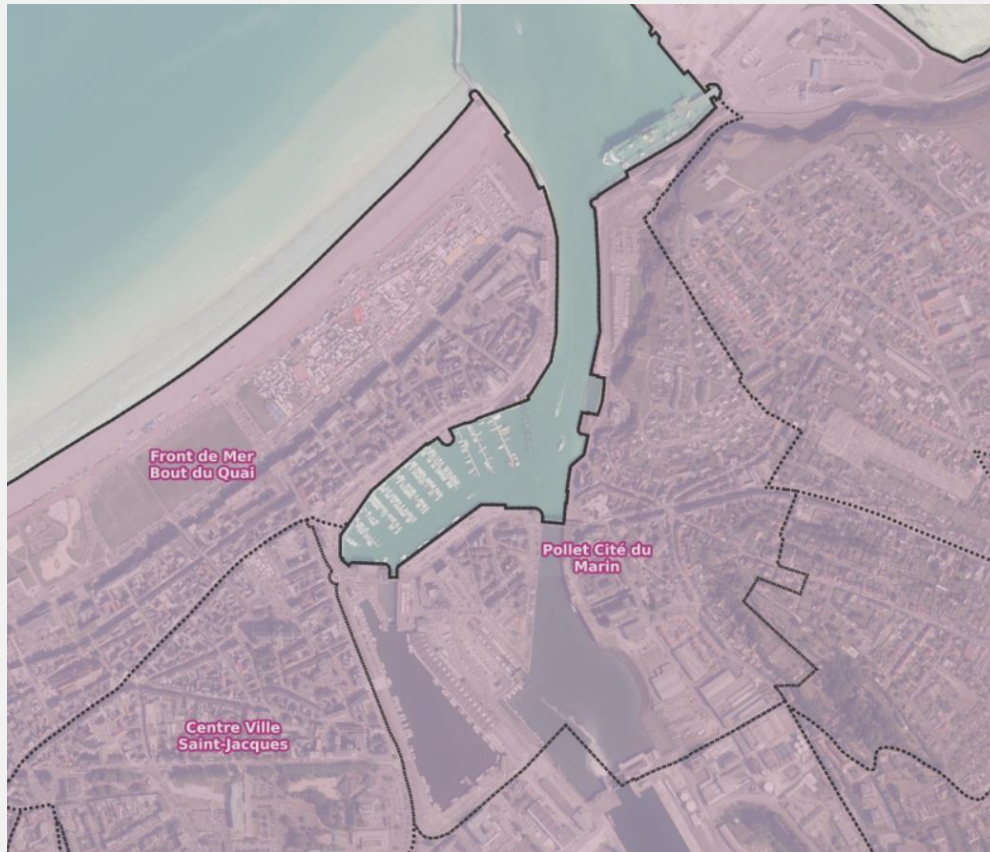 Front de Mer
Bout du Quai
Pollet Cité du
Marin
Centre Ville
Saint-Jacques